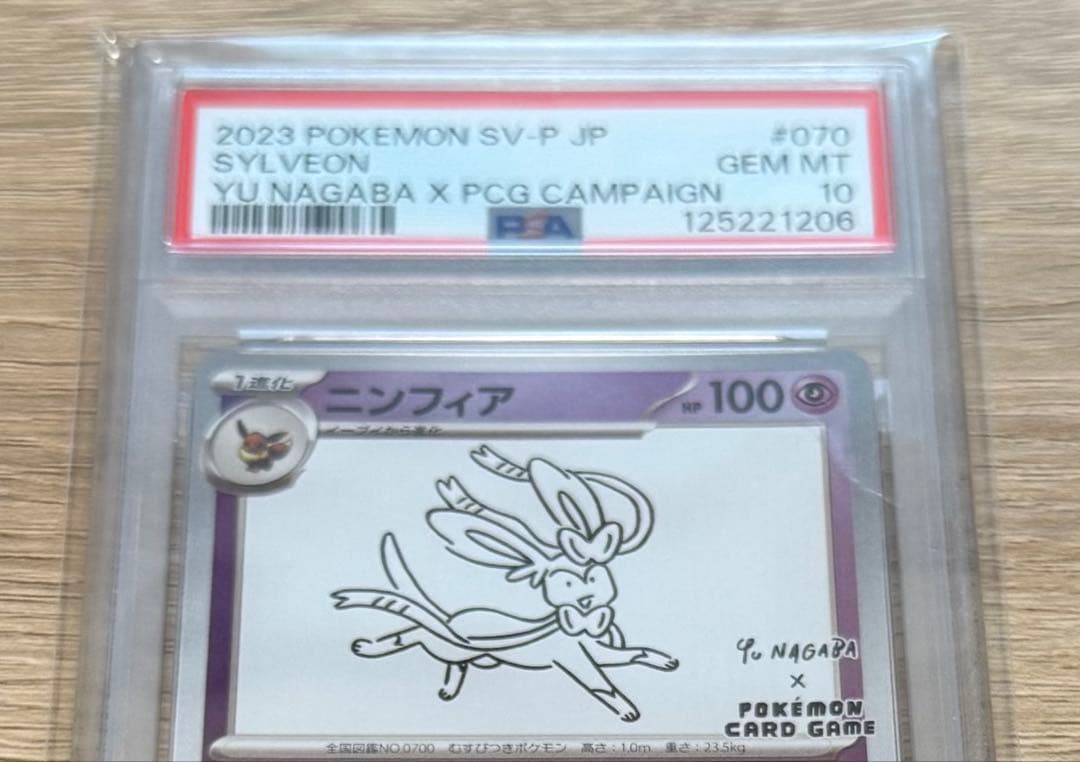 2023 POKEMON SV-P JP #070
SYLVEON GEM MT
YU NAGABA X PCG CAMPAIGN 10
PSA 125221206
1進化 ニンフィア HP 100
イーブイから進化
Yu NAGABA
×
POKÉMON
CARD GAME
全国図鑑NO.0700 むすびつきポケモン 高さ:1.0m 重さ:23.5kg